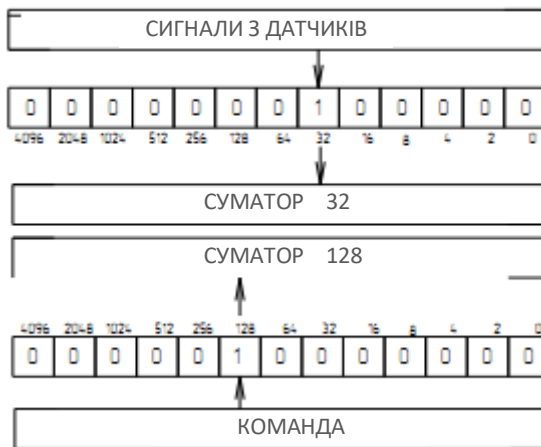 СИГНАЛИ З ДАТЧИКІВ
0 0 0 0 0 0 0 1 0 0 0 0 0
4096 2048 1024 512 256 128 64 32 16 8 4 2 0
СУМАТОР 32
СУМАТОР 128
4096 2048 1024 512 256 128 64 32 16 8 4 2 0
0 0 0 0 0 1 0 0 0 0 0 0 0
КОМАНДА